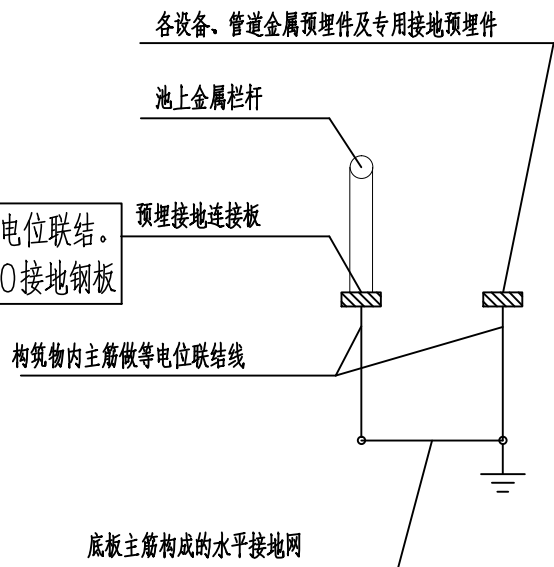 各设备、管道金属预埋件及专用接地预埋件
池上金属栏杆
电位联结。
0接地钢板
预埋接地连接板
构筑物内主筋做等电位联结线
底板主筋构成的水平接地网